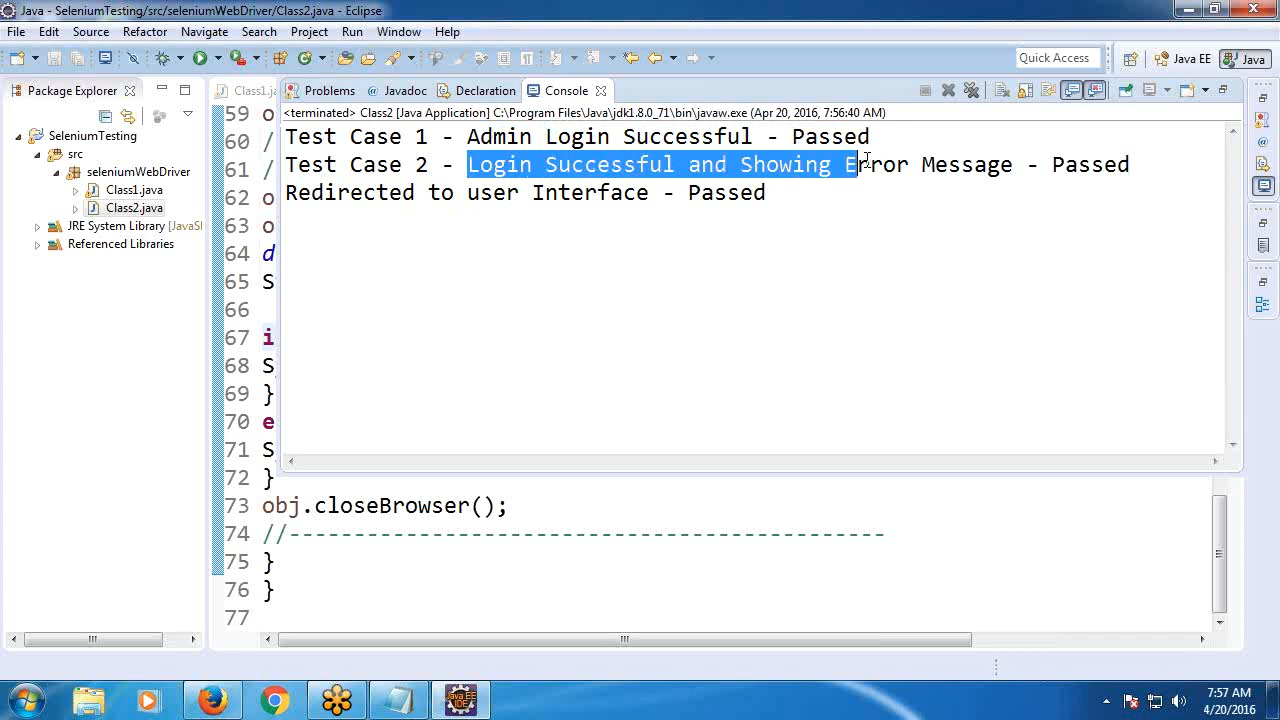 Java - SeleniumTesting/src/seleniumWebDriver/Class2.java - Eclipse
File Edit Source Refactor Navigate Search Project Run Window Help
Quick Access Java EE Java
Package Explorer
SeleniumTesting
src
seleniumWebDriver
Class1.java
Class2.java
JRE System Library [JavaS
Referenced Libraries
Class1.j
Problems @ Javadoc Declaration Console
<terminated> Class2 [Java Application] C:\Program Files\Java\jdk1.8.0_71\bin\javaw.exe (Apr 20, 2016, 7:56:40 AM)
Test Case 1 - Admin Login Successful - Passed
Test Case 2 - Login Successful and Showing Error Message - Passed
Redirected to user Interface - Passed
59 o
60 /
61 /
62 o
63 o
64 d
65 S
66
67 i
68 S
69 }
70 e
71 S
72 }
73 obj.closeBrowser();
74 //----------------------------------------------
75 }
76 }
77
Java EE
IDE
7:57 AM
4/20/2016